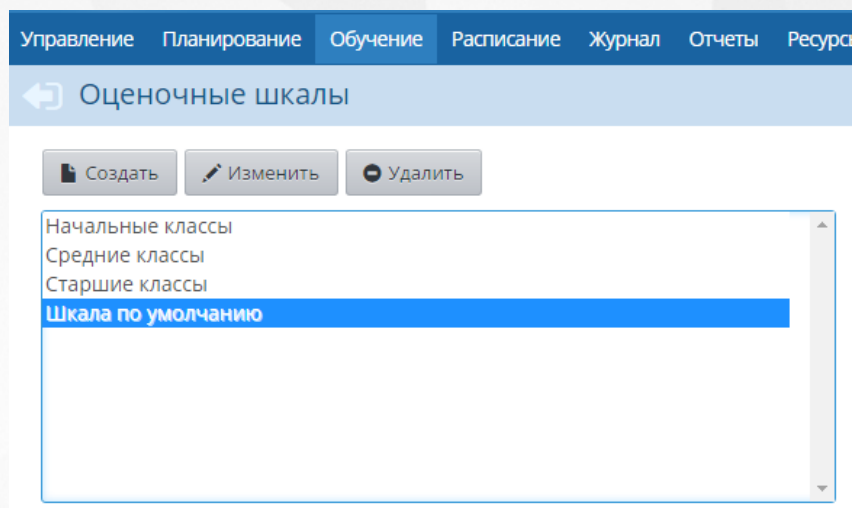 Управление Планирование Обучение Расписание Журнал Отчеты
Оценочные шкалы
Создать Изменить Удалить
Начальные классы
Средние классы
Старшие классы
Шкала по умолчанию